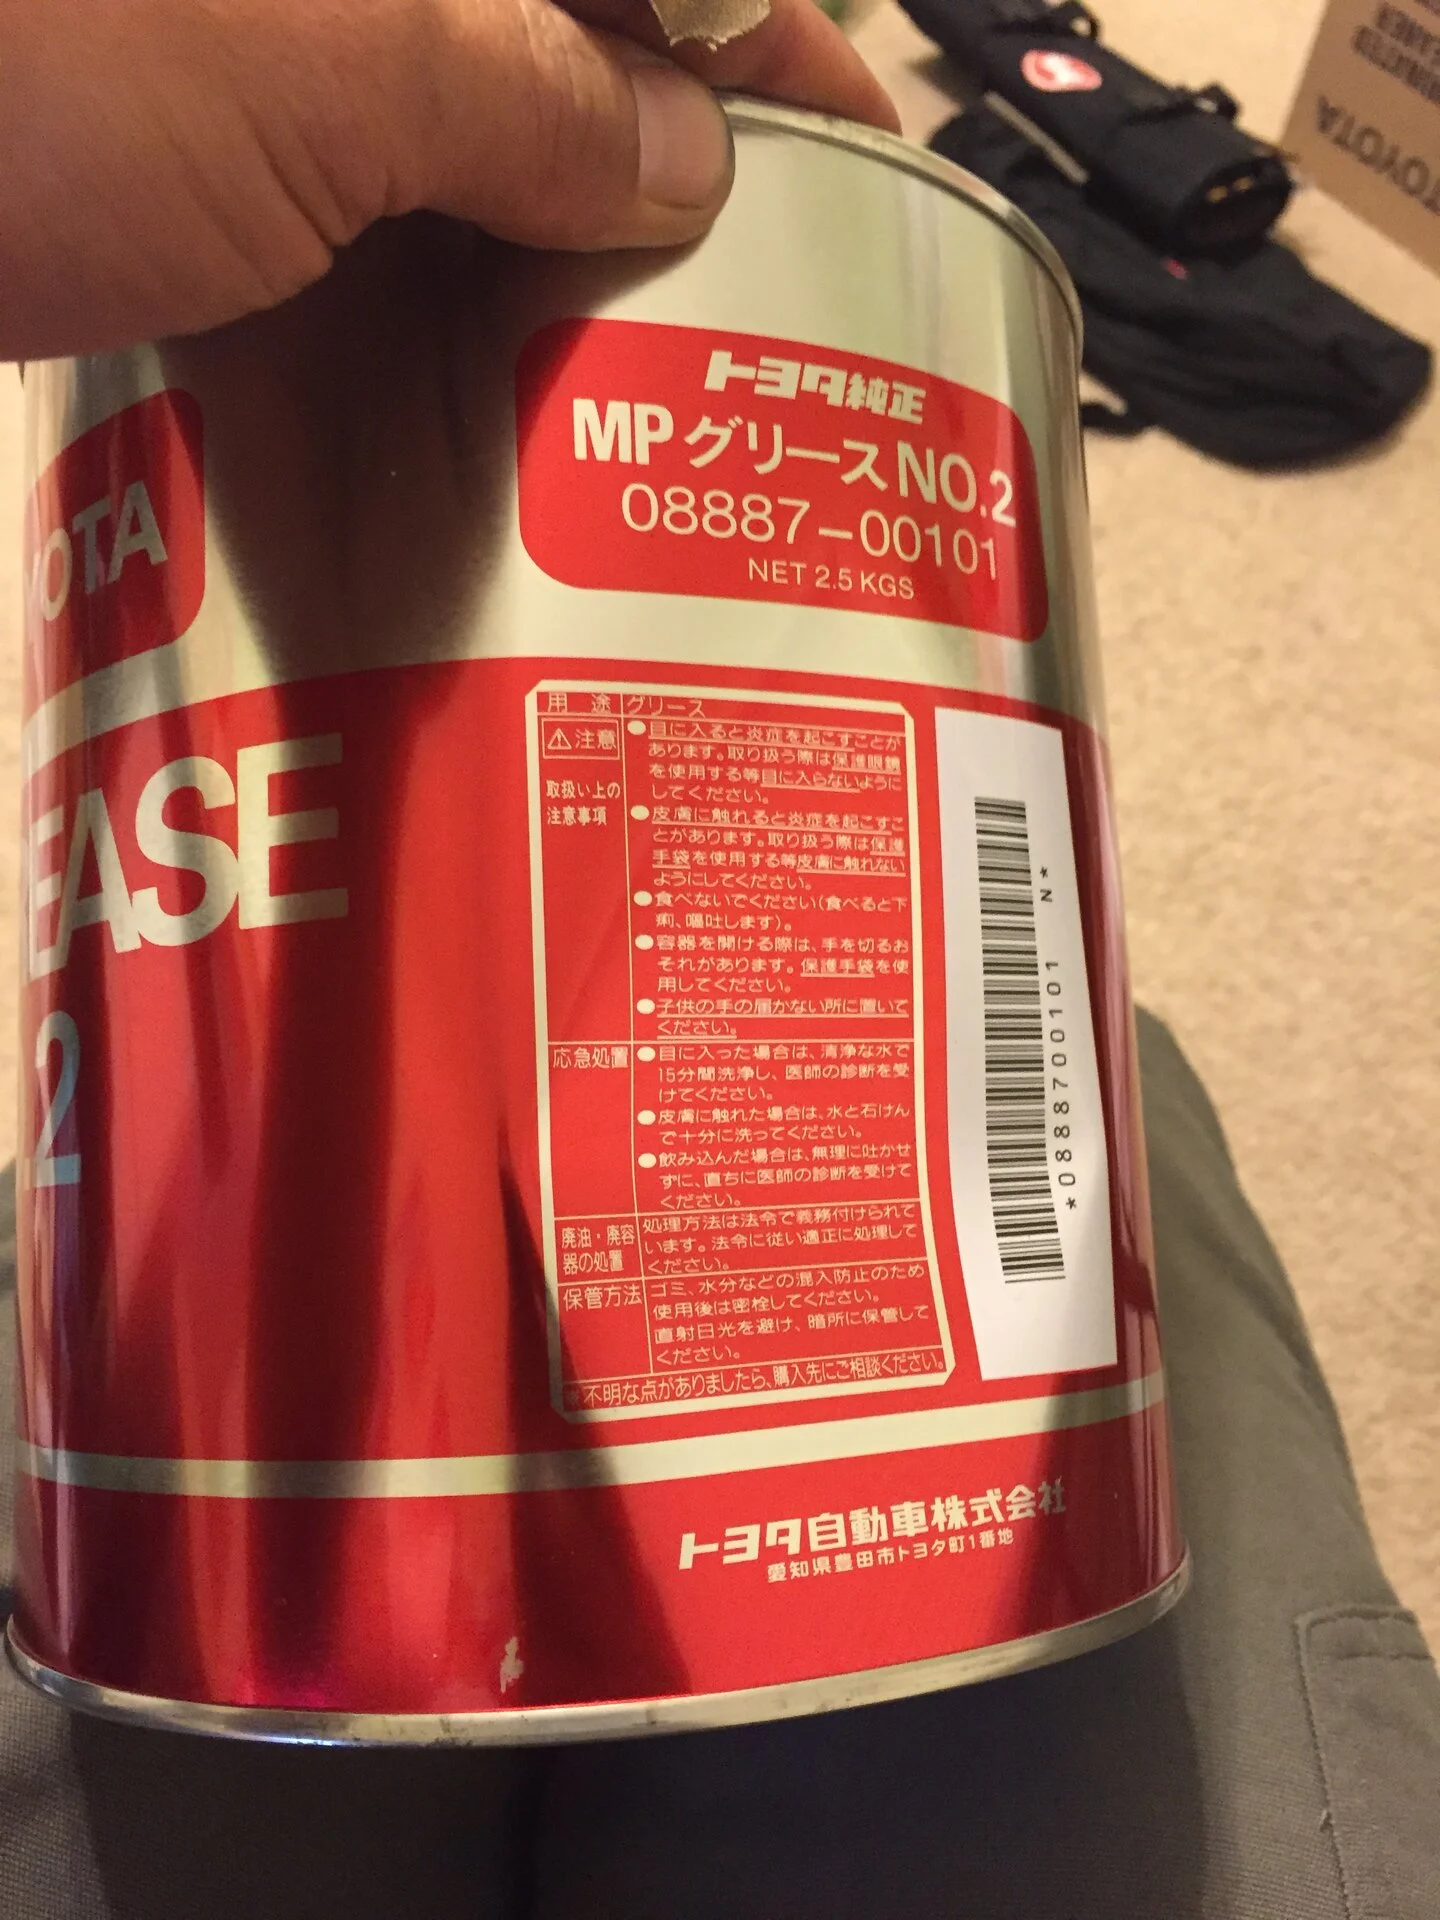 トヨタ純正
MPグリース NO.2
08887-00101
NET 2.5 KGS
OTA
EASE
2
用 途 グリース
⚠注意
取扱い上の
注意事項
●目に入ると炎症を起こすことが
あります。取り扱う際は保護眼鏡
を使用する等目に入らないように
してください。
●皮膚に触れると炎症を起こすこ
とがあります。取り扱う際は保護
手袋を使用する等皮膚に触れない
ようにしてください。
●食べないでください(食べると下
痢、嘔吐します)。
●容器を開ける際は、手を切るお
それがあります。保護手袋を使
用してください。
●子供の手の届かない所に置いて
ください。
応急処置
●目に入った場合は、清浄な水で
15分間洗浄し、医師の診断を受
けてください。
●皮膚に触れた場合は、水と石けん
で十分に洗ってください。
●飲み込んだ場合は、無理に吐かせ
ずに、直ちに医師の診断を受けて
ください。
廃油・廃容
器の処置
処理方法は法令で義務付けられて
います。法令に従い適正に処理して
ください。
保管方法
ゴミ、水分などの混入防止のため
使用後は密栓してください。
直射日光を避け、暗所に保管して
ください。
※不明な点がありましたら、購入先にご相談ください。
*0888700101 N*
トヨタ自動車株式会社
愛知県豊田市トヨタ町1番地
TOYOTA
TOYOTA